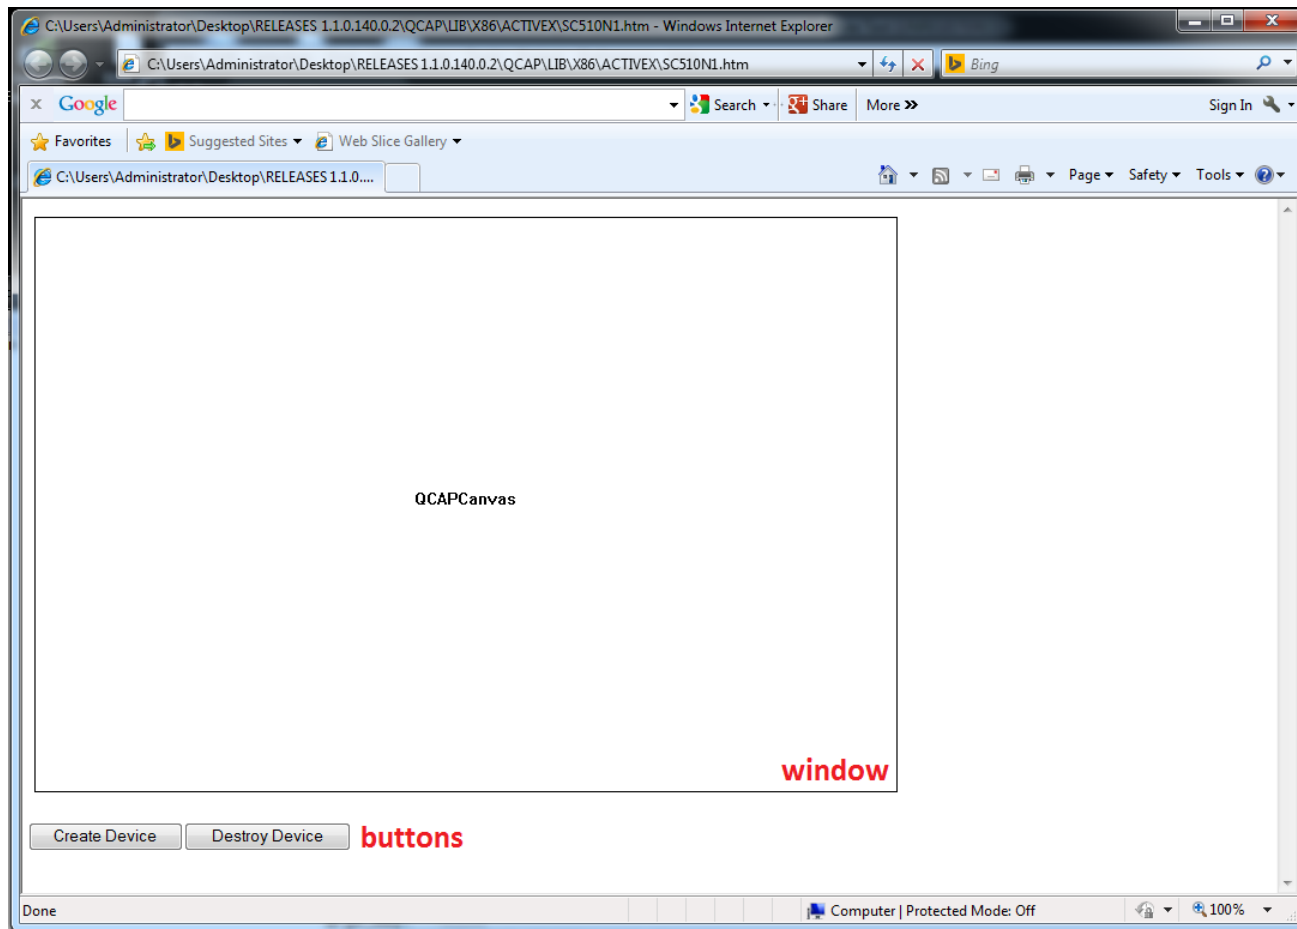 C:\Users\Administrator\Desktop\RELEASES 1.1.0.140.0.2\QCAP\LIB\X86\ACTIVEX\SC510N1.htm - Windows Internet Explorer
C:\Users\Administrator\Desktop\RELEASES 1.1.0.140.0.2\QCAP\LIB\X86\ACTIVEX\SC510N1.htm Bing
x Google Search Share More >> Sign In
Favorites Suggested Sites Web Slice Gallery
C:\Users\Administrator\Desktop\RELEASES 1.1.0.... Page Safety Tools
QCAPCanvas
window
Create Device Destroy Device buttons
Done Computer | Protected Mode: Off 100%